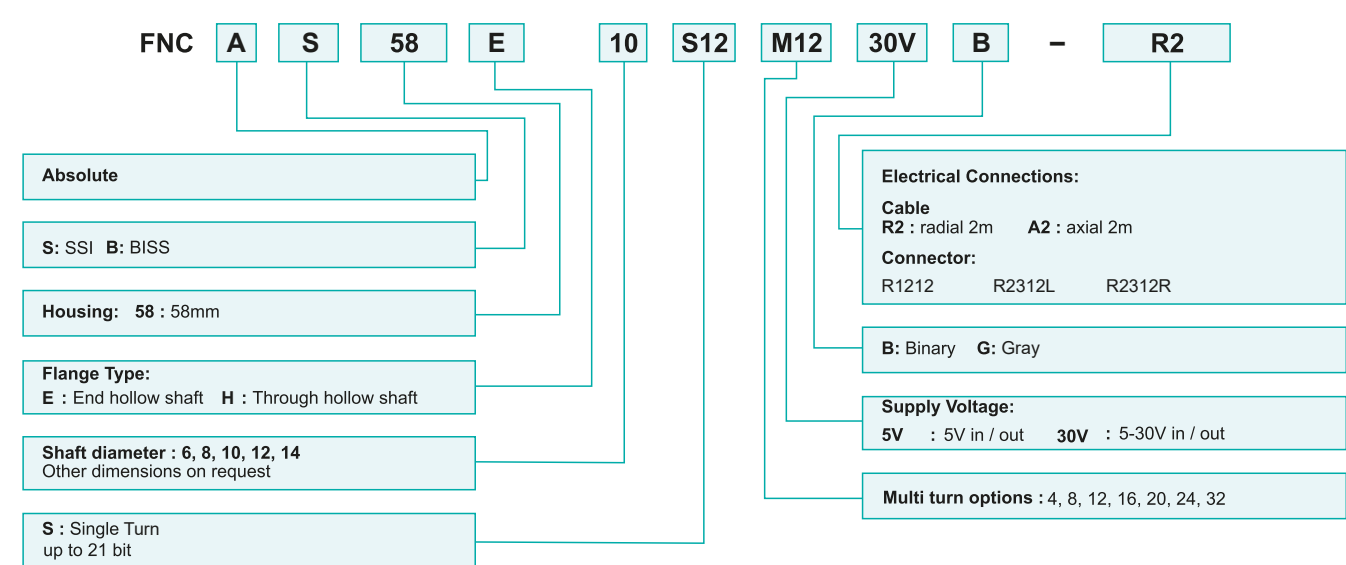 FNC A S 58 E 10 S12 M12 30V B – R2
Absolute
S: SSI B: BISS
Housing: 58 : 58mm
Flange Type:
E : End hollow shaft H : Through hollow shaft
Shaft diameter : 6, 8, 10, 12, 14
Other dimensions on request
S : Single Turn
up to 21 bit
Electrical Connections:
Cable
R2 : radial 2m A2 : axial 2m
Connector:
R1212 R2312L R2312R
B: Binary G: Gray
Supply Voltage:
5V : 5V in / out 30V : 5-30V in / out
Multi turn options : 4, 8, 12, 16, 20, 24, 32